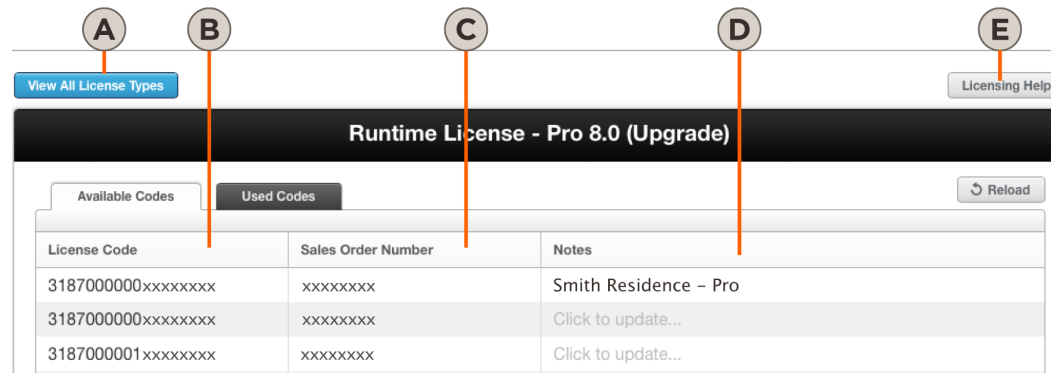 A B C D E
View All License Types Licensing Help
Runtime License - Pro 8.0 (Upgrade)
Available Codes Used Codes Reload
License Code Sales Order Number Notes
3187000000xxxxxxxx xxxxxxxx Smith Residence – Pro
3187000000xxxxxxxx xxxxxxxx Click to update...
3187000001xxxxxxxx xxxxxxxx Click to update...